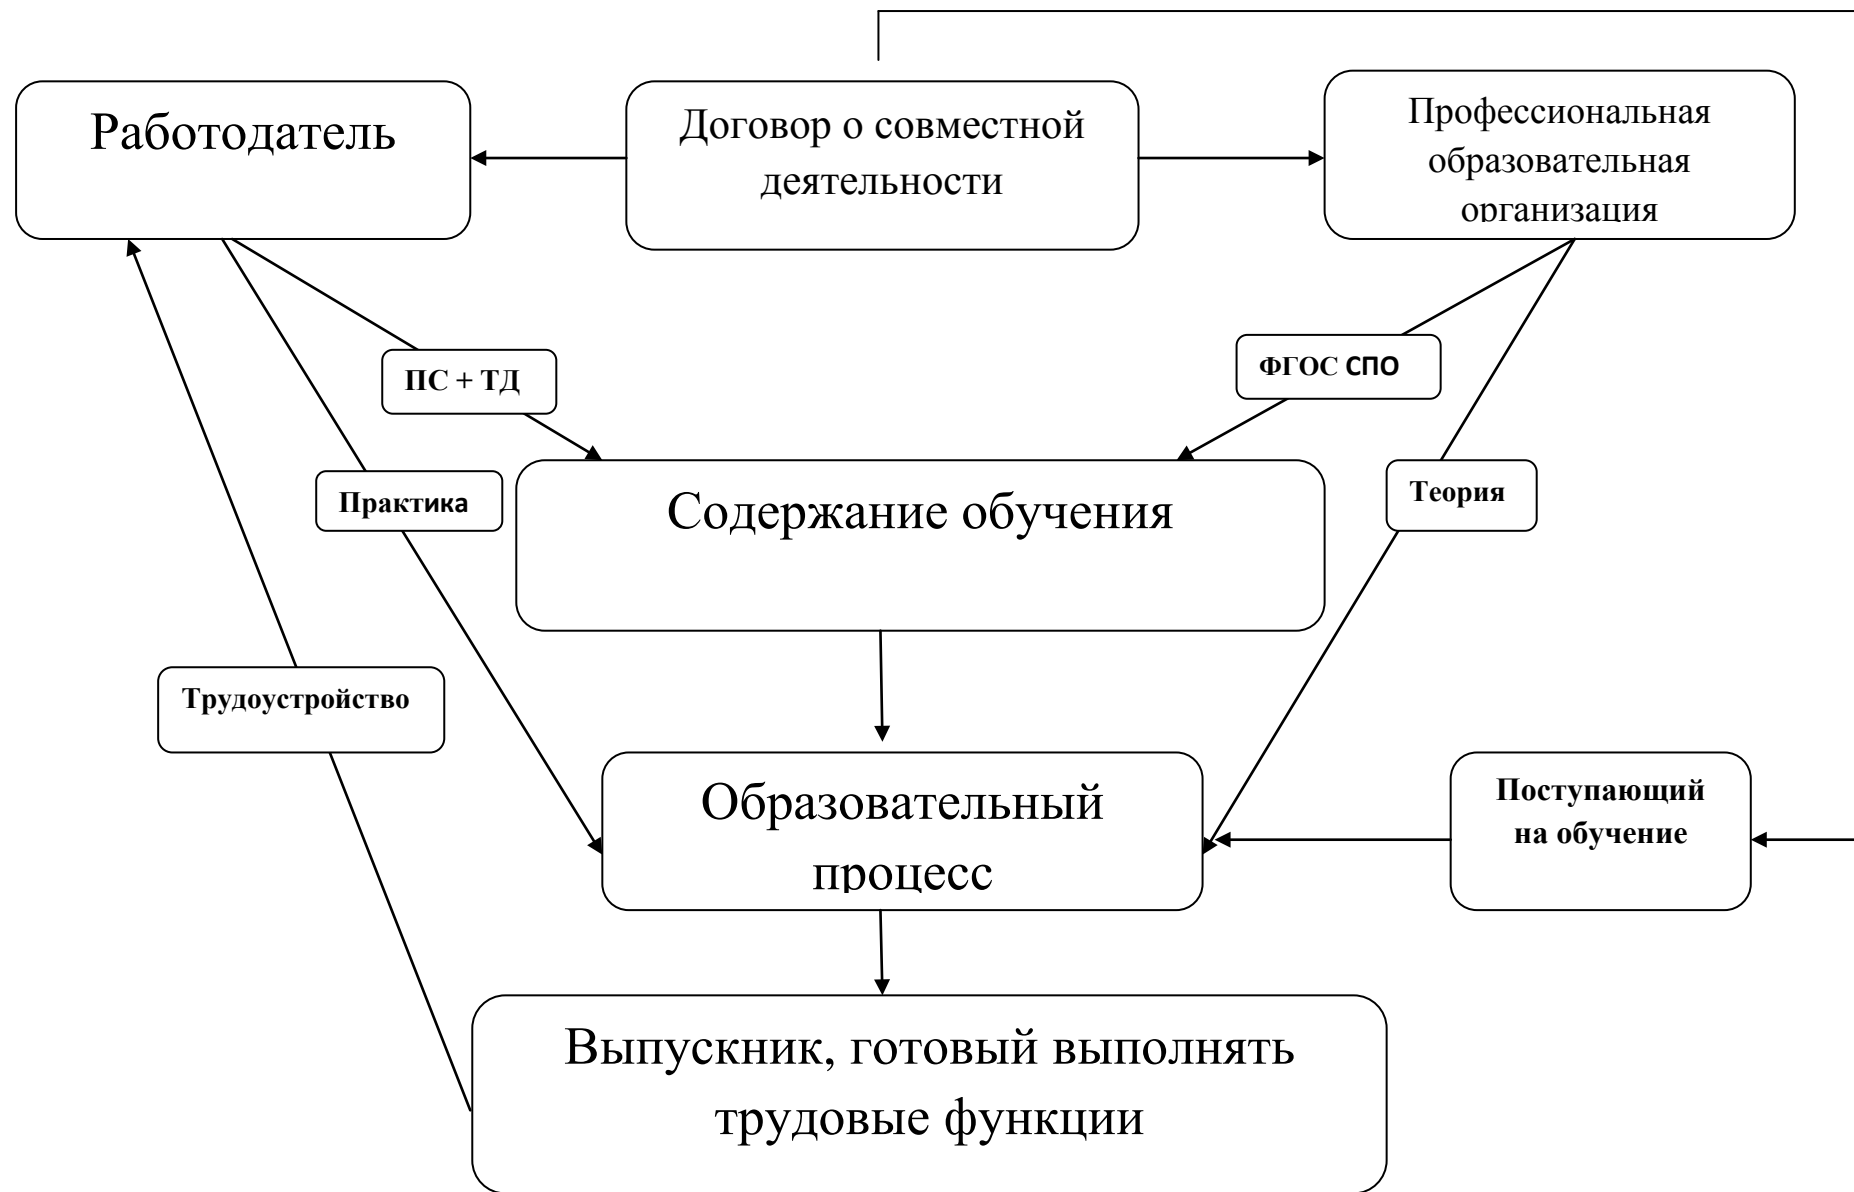 Работодатель
Договор о совместной
деятельности
Профессиональная
образовательная
организация
ПС + ТД
ФГОС СПО
Практика
Содержание обучения
Теория
Трудоустройство
Образовательный
процесс
Поступающий
на обучение
Выпускник, готовый выполнять
трудовые функции